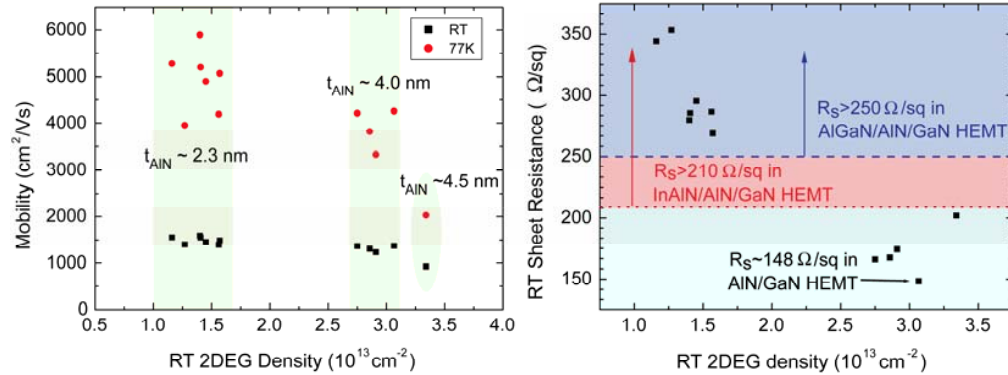 Mobility (cm²/Vs)
6000
5000
4000
3000
2000
1000
0
RT
77K
t_AlN ~ 2.3 nm
t_AlN ~ 4.0 nm
t_AlN ~4.5 nm
0.5 1.0 1.5 2.0 2.5 3.0 3.5 4.0
RT 2DEG Density (10¹³cm⁻²)
RT Sheet Resistance ( Ω/sq)
350
300
250
200
150
R_S>250 Ω/sq in
AlGaN/AlN/GaN HEMT
R_S>210 Ω/sq in
InAlN/AlN/GaN HEMT
R_S~148 Ω/sq in
AlN/GaN HEMT
1.0 1.5 2.0 2.5 3.0 3.5
RT 2DEG density (10¹³cm⁻²)